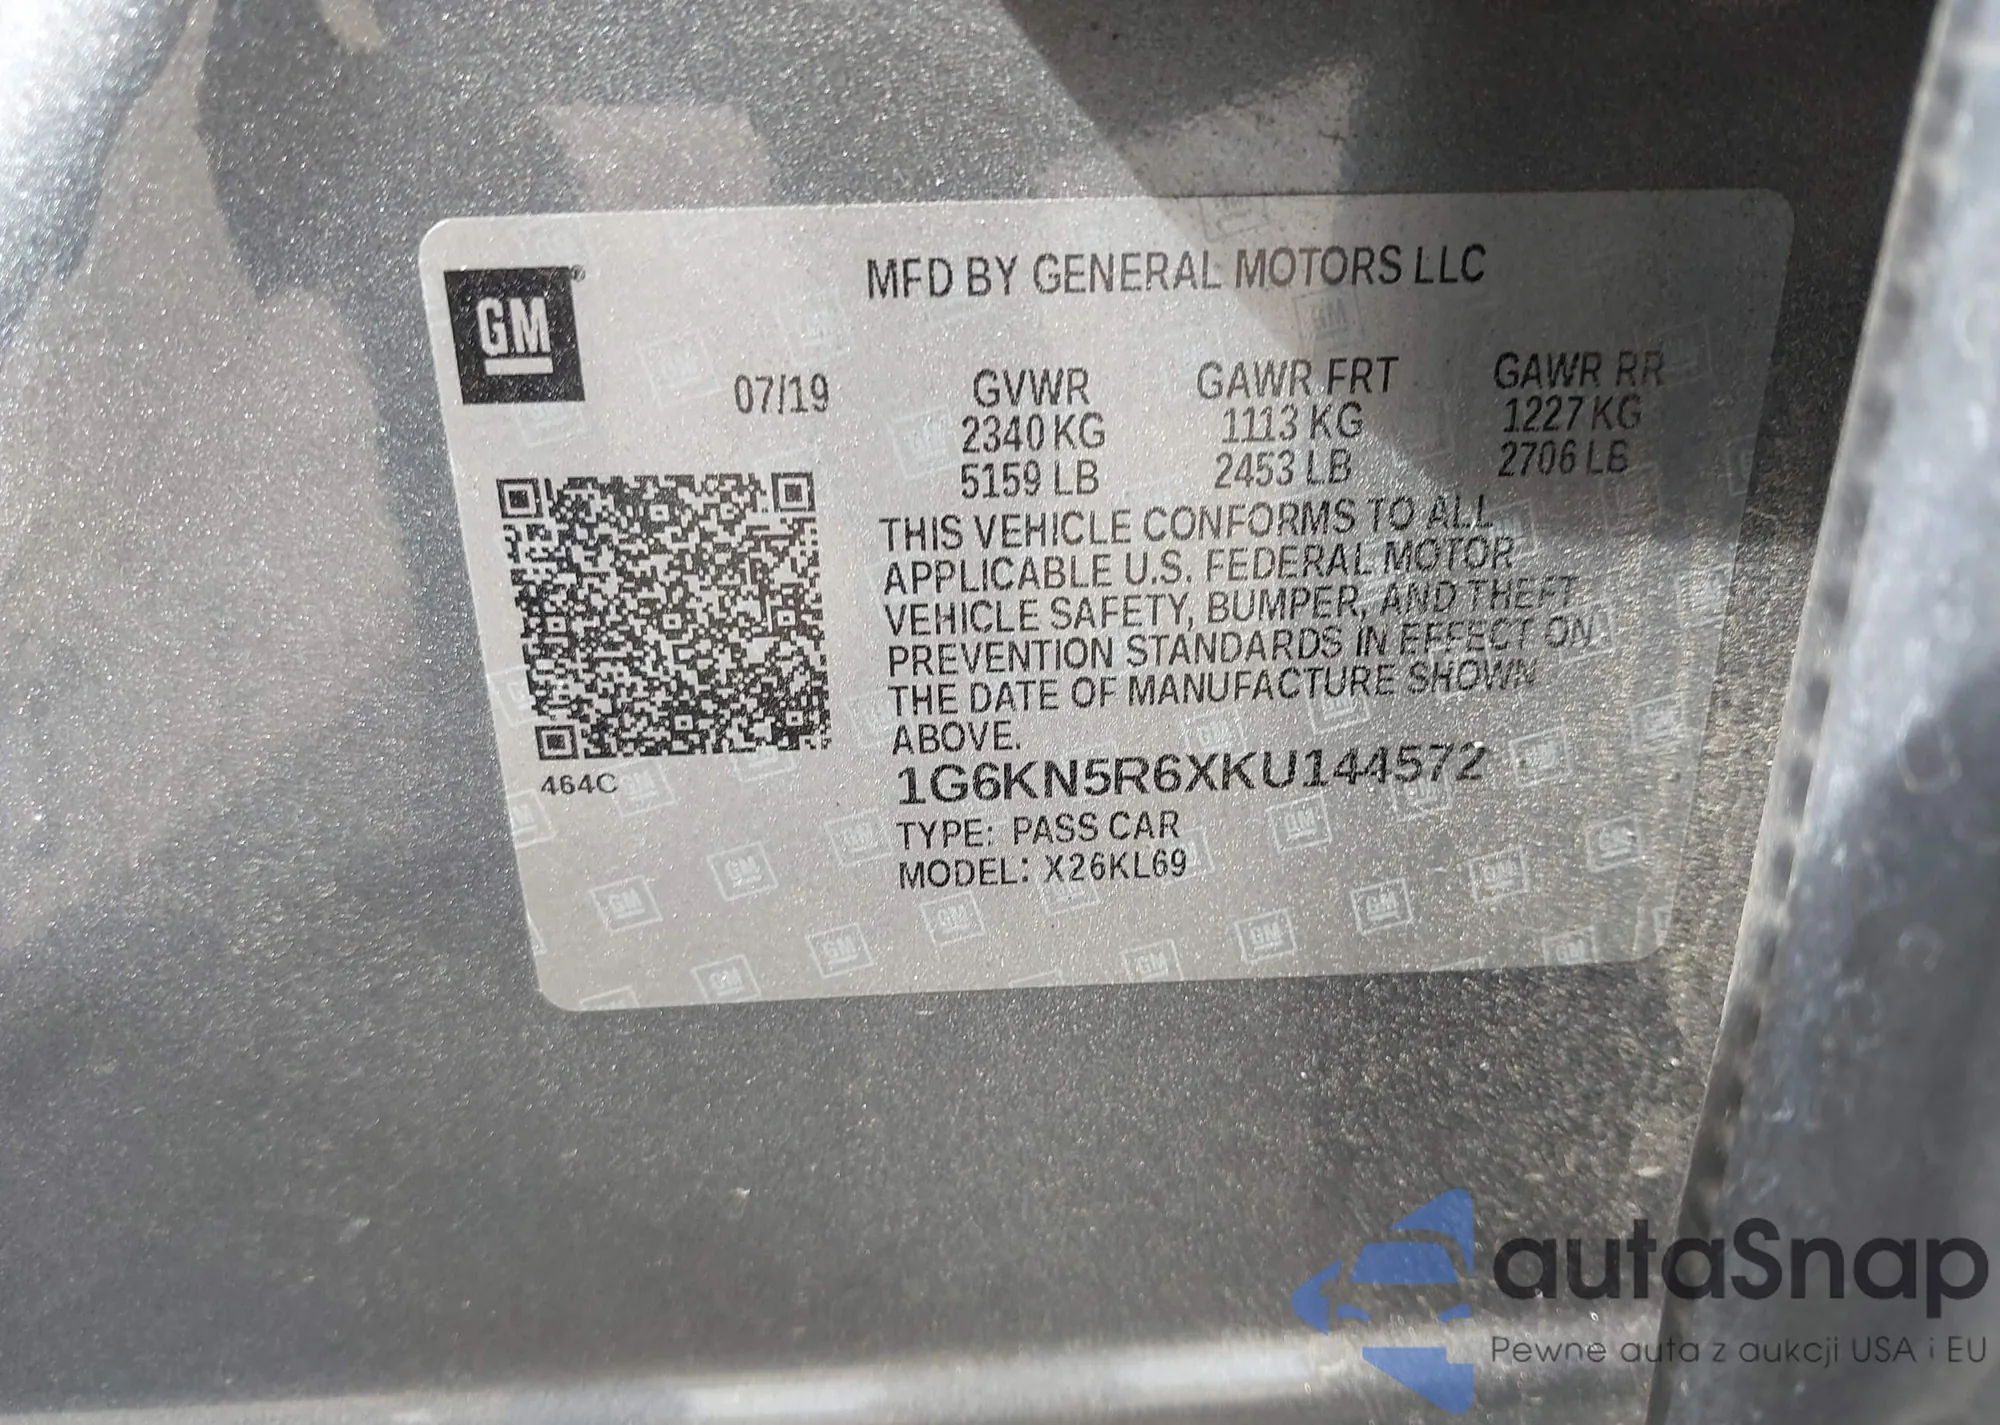 GM
MFD BY GENERAL MOTORS LLC
07/19
GVWR GAWR FRT GAWR RR
2340 KG 1113 KG 1227 KG
5159 LB 2453 LB 2706 LB
THIS VEHICLE CONFORMS TO ALL
APPLICABLE U.S. FEDERAL MOTOR
VEHICLE SAFETY, BUMPER, AND THEFT
PREVENTION STANDARDS IN EFFECT ON
THE DATE OF MANUFACTURE SHOWN
ABOVE.
464C
1G6KN5R6XKU144572
TYPE: PASS CAR
MODEL: X26KL69
autaSnap
Pewne auta z aukcji USA i EU